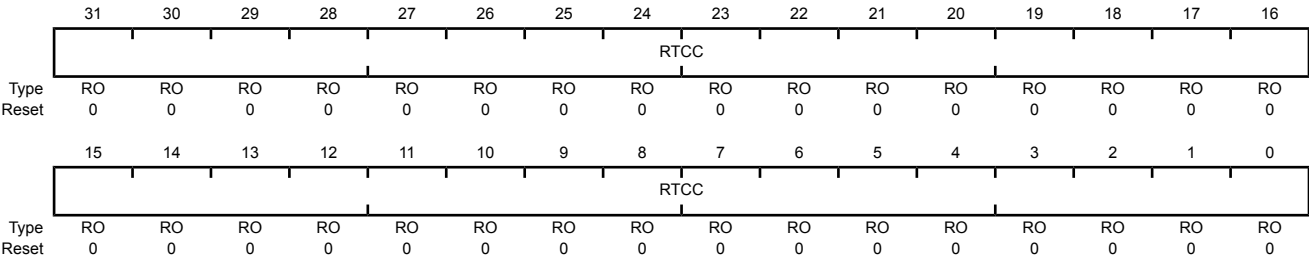 31 30 29 28 27 26 25 24 23 22 21 20 19 18 17 16
RTCC
Type RO RO RO RO RO RO RO RO RO RO RO RO RO RO RO RO
Reset 0 0 0 0 0 0 0 0 0 0 0 0 0 0 0 0
15 14 13 12 11 10 9 8 7 6 5 4 3 2 1 0
RTCC
Type RO RO RO RO RO RO RO RO RO RO RO RO RO RO RO RO
Reset 0 0 0 0 0 0 0 0 0 0 0 0 0 0 0 0